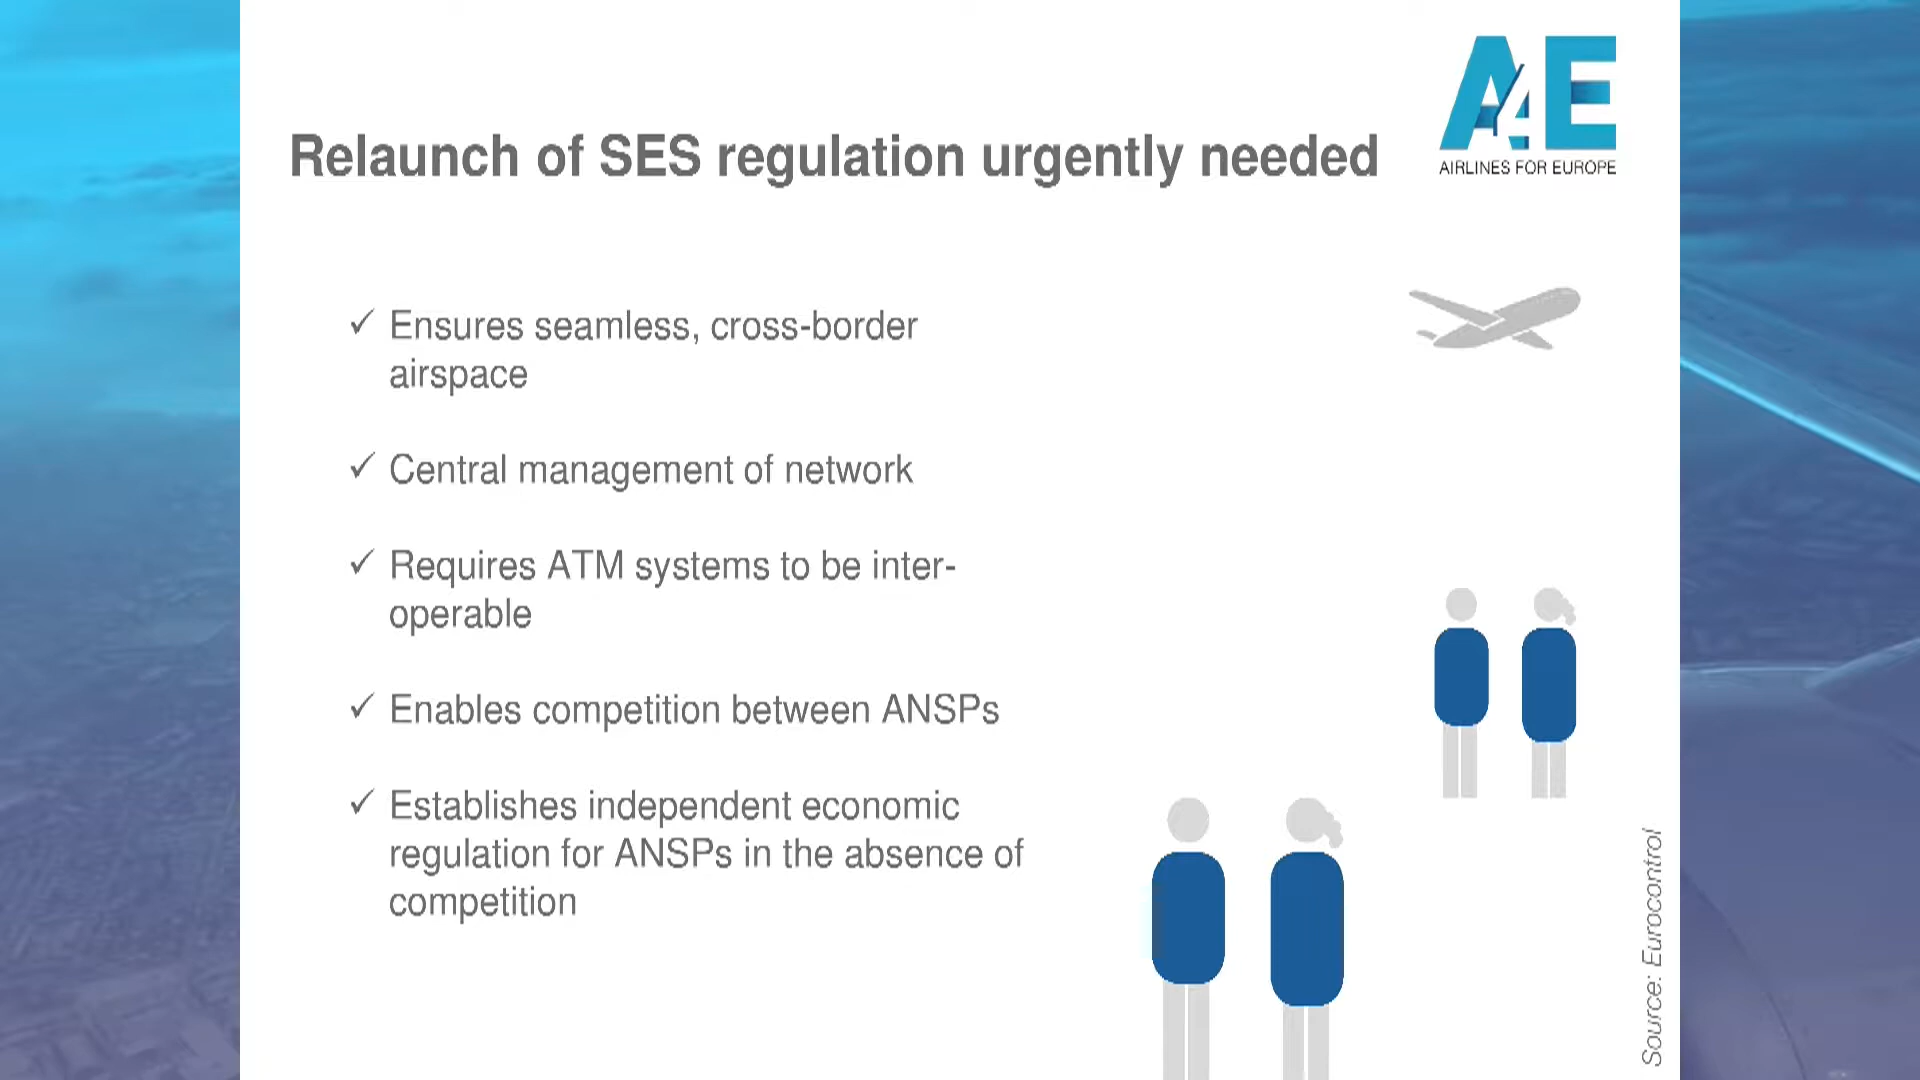 A4E
AIRLINES FOR EUROPE
Relaunch of SES regulation urgently needed
✓ Ensures seamless, cross-border
airspace
✓ Central management of network
✓ Requires ATM systems to be inter-
operable
✓ Enables competition between ANSPs
✓ Establishes independent economic
regulation for ANSPs in the absence of
competition
Source: Eurocontrol